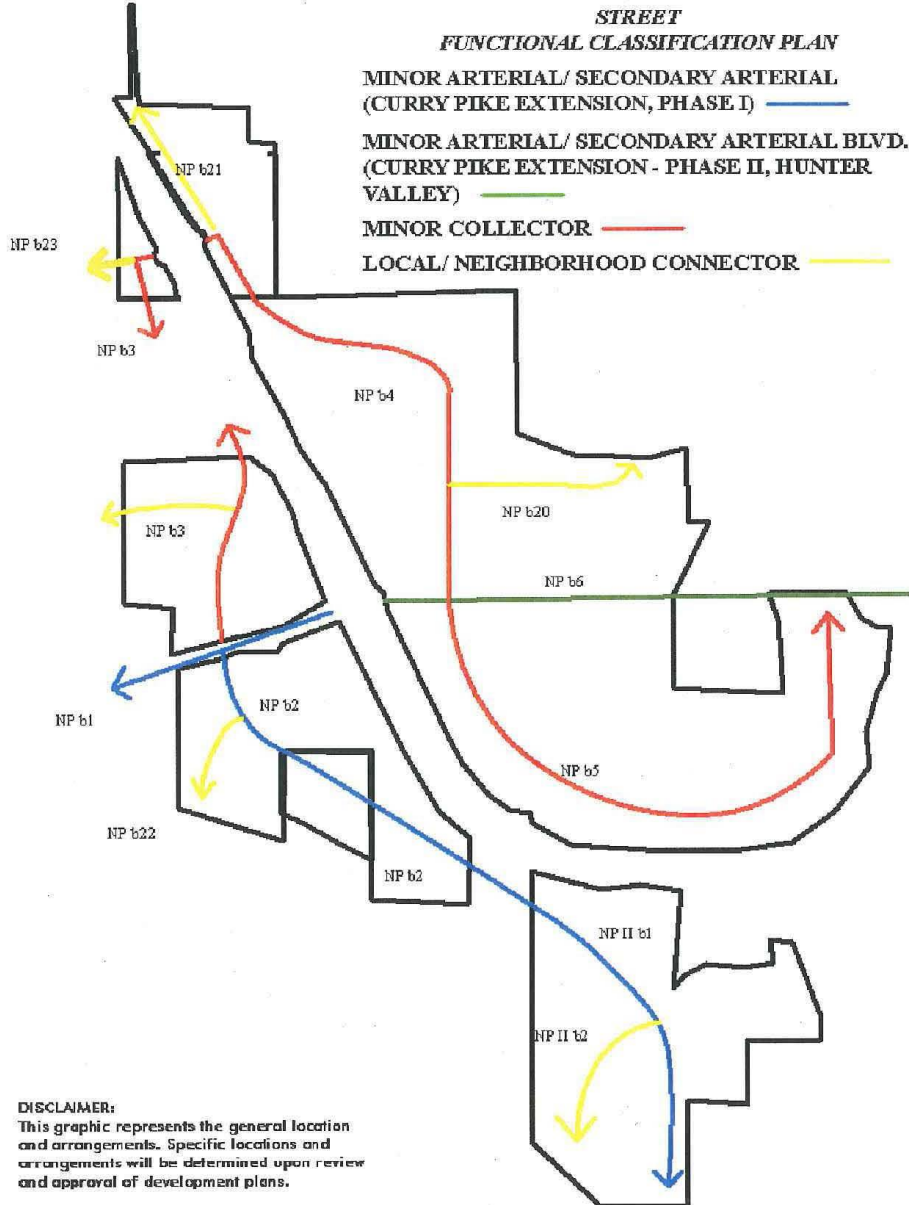 STREET
FUNCTIONAL CLASSIFICATION PLAN
MINOR ARTERIAL/ SECONDARY ARTERIAL
(CURRY PIKE EXTENSION, PHASE I)
MINOR ARTERIAL/ SECONDARY ARTERIAL BLVD.
(CURRY PIKE EXTENSION - PHASE II, HUNTER
VALLEY)
MINOR COLLECTOR
LOCAL/ NEIGHBORHOOD CONNECTOR
NP b21
NP b23
NP b3
NP b4
NP b20
NP b3
NP b6
NP b2
NP b1
NP b5
NP b22
NP b2
NP II b1
NP II b2
DISCLAIMER:
This graphic represents the general location
and arrangements. Specific locations and
arrangements will be determined upon review
and approval of development plans.